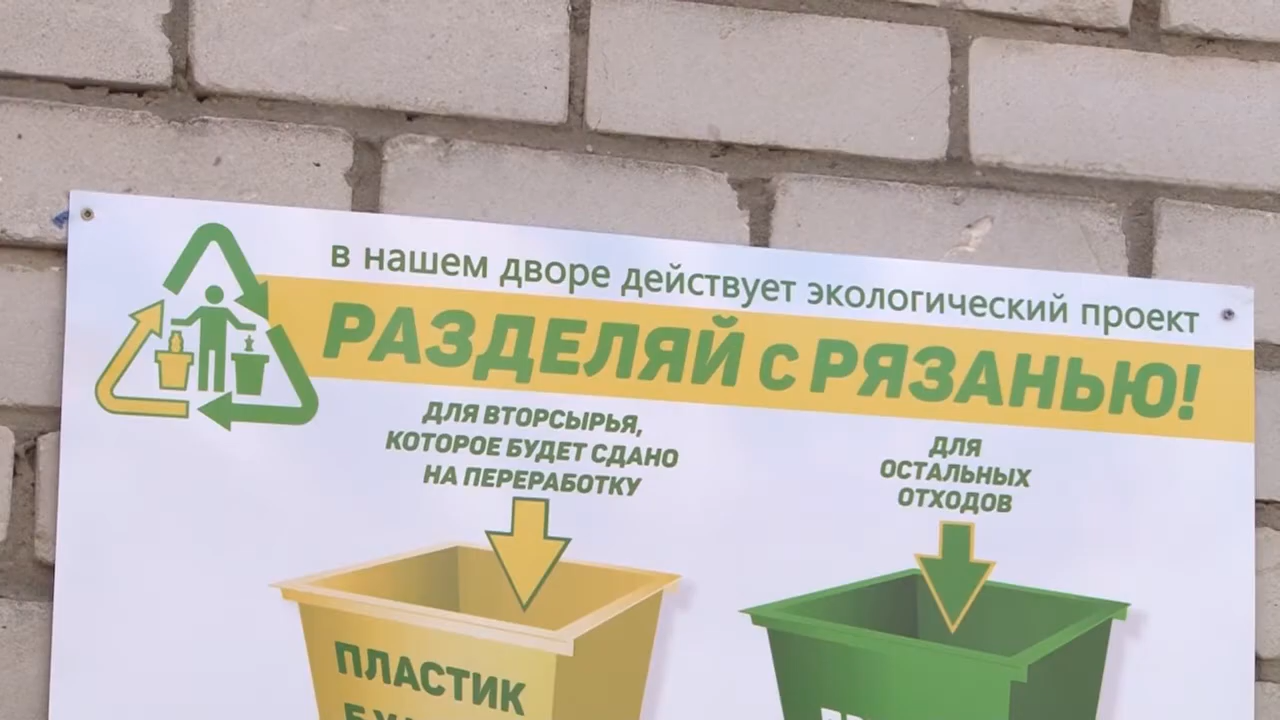 в нашем дворе действует экологический проект
РАЗДЕЛЯЙ с РЯЗАНЬЮ!
ДЛЯ ВТОРСЫРЬЯ,
КОТОРОЕ БУДЕТ СДАНО
НА ПЕРЕРАБОТКУ
ДЛЯ
ОСТАЛЬНЫХ
ОТХОДОВ
ПЛАСТИК